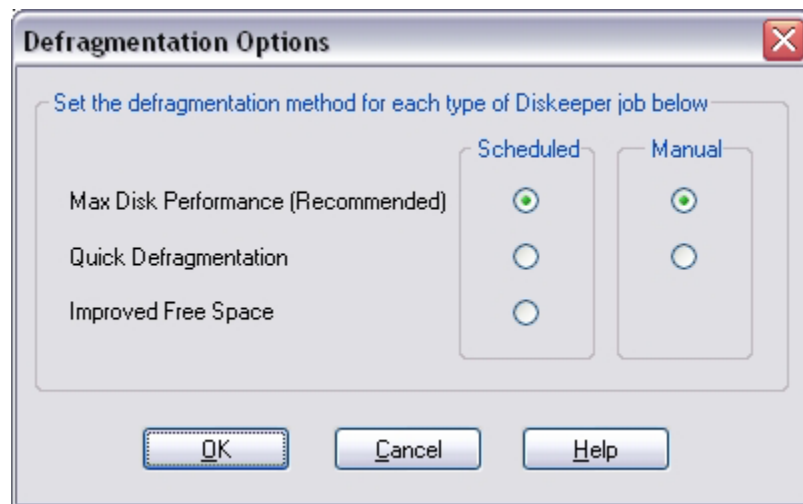 Defragmentation Options
Set the defragmentation method for each type of Diskeeper job below
Scheduled Manual
Max Disk Performance (Recommended)
Quick Defragmentation
Improved Free Space
OK Cancel Help